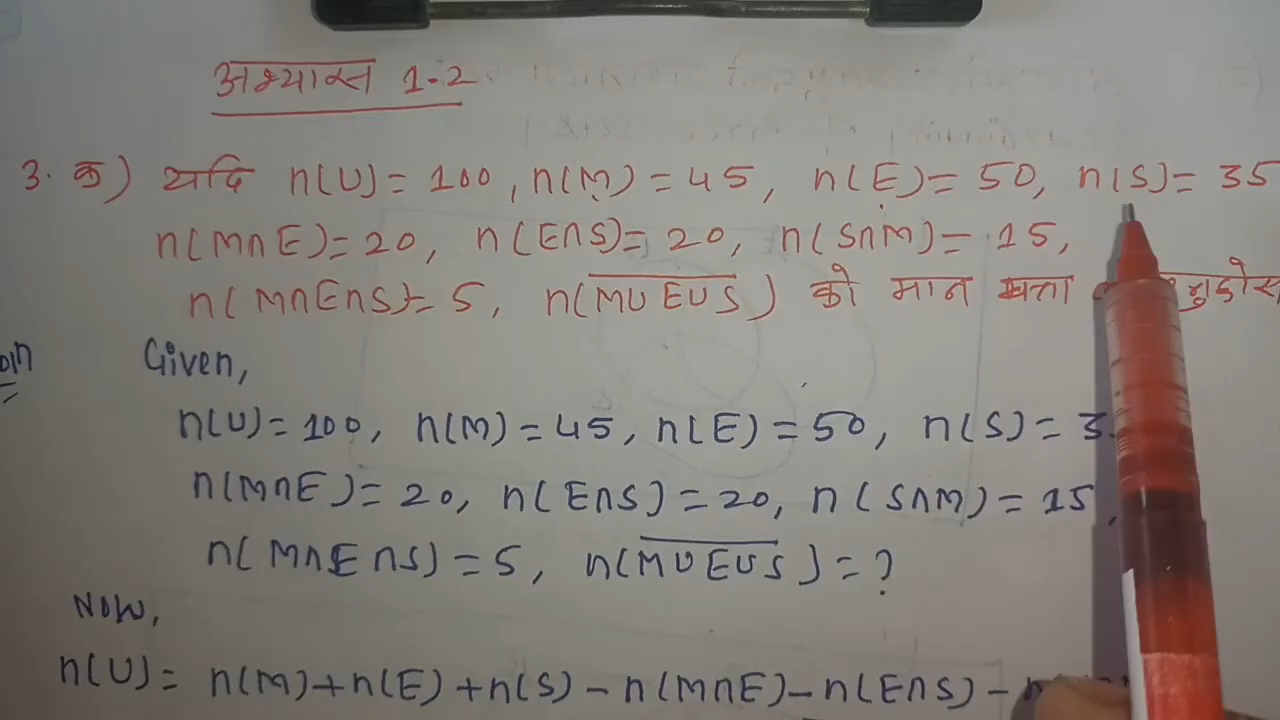 अभ्यास 1.2
3. क) यदि n(U) = 100, n(M) = 45, n(E) = 50, n(S) = 35
n(M∩E) = 20, n(E∩S) = 20, n(S∩M) = 15,
n(M∩E∩S) = 5, n(M̅U̅E̅U̅S̅) को मान पत्ता
Given,
n(U) = 100, n(M) = 45, n(E) = 50, n(S) = 3
n(M∩E) = 20, n(E∩S) = 20, n(S∩M) = 15,
n(M∩E∩S) = 5, n(M̅U̅E̅U̅S̅) = ?
Now,
n(U) = n(M) + n(E) + n(S) - n(M∩E) - n(E∩S) -